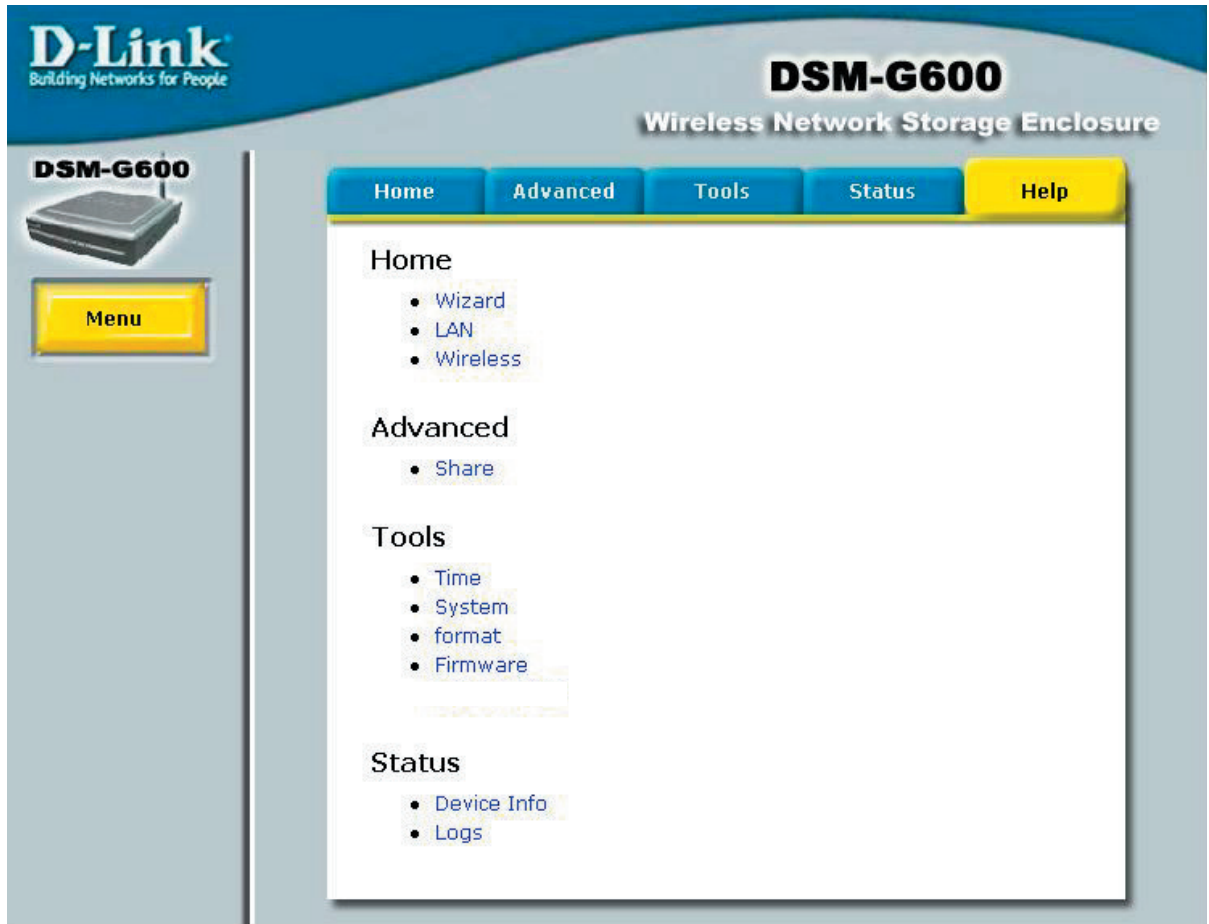 D-Link
Building Networks for People
DSM-G600
Wireless Network Storage Enclosure
DSM-G600
Menu
Home Advanced Tools Status Help
Home
Wizard
LAN
Wireless
Advanced
Share
Tools
Time
System
format
Firmware
Status
Device Info
Logs